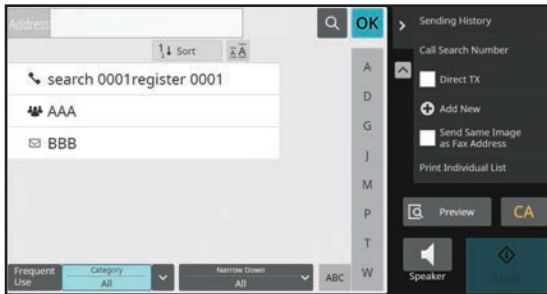 Address
OK
Sort
search 0001register 0001
AAA
BBB
A
D
G
J
M
P
T
W
Frequent
Use
Category
All
Narrow Down
All
ABC
Sending History
Call Search Number
Direct TX
Add New
Send Same Image
as Fax Address
Print Individual List
Preview
CA
Speaker
Start